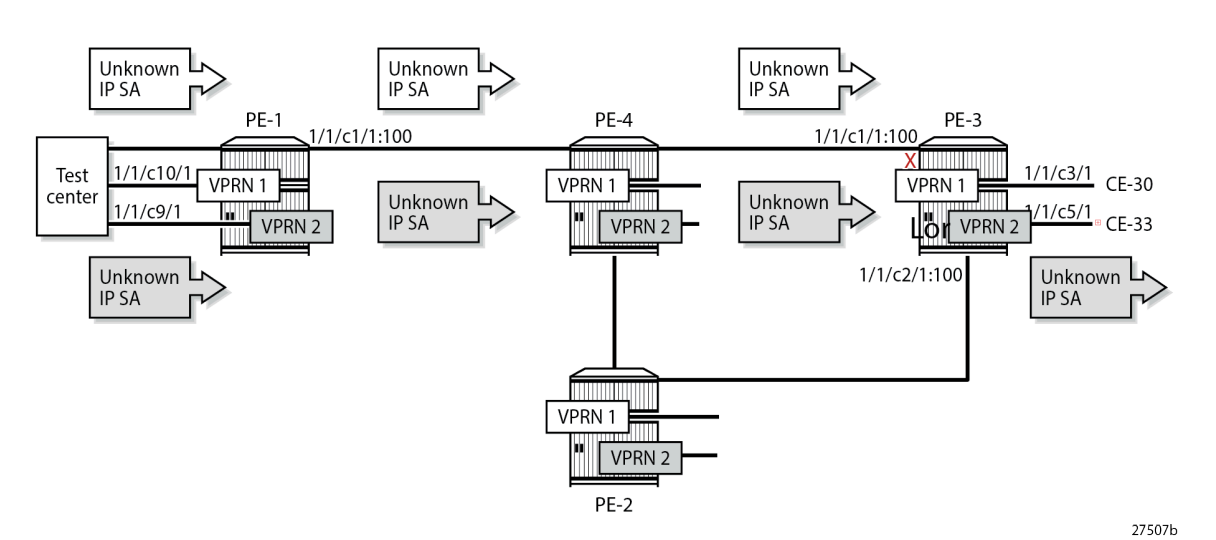 Unknown
IP SA
Unknown
IP SA
Unknown
IP SA
PE-1
PE-4
PE-3
1/1/c1/1:100
1/1/c1/1:100
X
Test
center
1/1/c10/1
VPRN 1
VPRN 1
VPRN 1
1/1/c3/1
CE-30
1/1/c9/1
VPRN 2
Unknown
IP SA
VPRN 2
Unknown
IP SA
Lor
VPRN 2
1/1/c5/1
CE-33
Unknown
IP SA
1/1/c2/1:100
Unknown
IP SA
VPRN 1
VPRN 2
PE-2
27507b